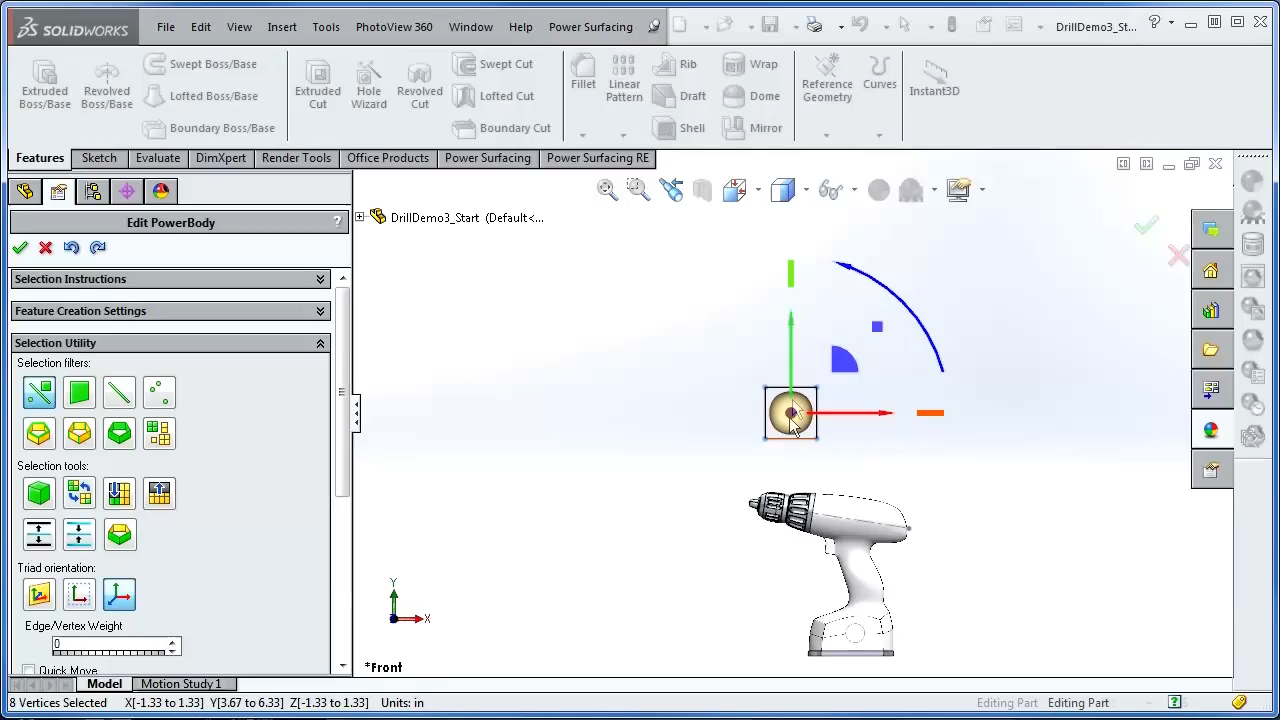 SOLIDWORKS File Edit View Insert Tools PhotoView 360 Window Help Power Surfacing DrillDemo3_St... ?
Extruded Boss/Base
Revolved Boss/Base
Swept Boss/Base
Lofted Boss/Base
Boundary Boss/Base
Extruded Cut
Hole Wizard
Revolved Cut
Swept Cut
Lofted Cut
Boundary Cut
Fillet
Linear Pattern
Rib
Draft
Shell
Wrap
Dome
Mirror
Reference Geometry
Curves
Instant3D
Features Sketch Evaluate DimXpert Render Tools Office Products Power Surfacing Power Surfacing RE
Edit PowerBody ?
DrillDemo3_Start (Default<...
Selection Instructions
Feature Creation Settings
Selection Utility
Selection filters:
Selection tools:
Triad orientation:
Edge/Vertex Weight
0
Quick Move
Y
X
*Front
Model Motion Study 1
8 Vertices Selected X[-1.33 to 1.33] Y[3.67 to 6.33] Z[-1.33 to 1.33] Units: in Editing Part Editing Part ?